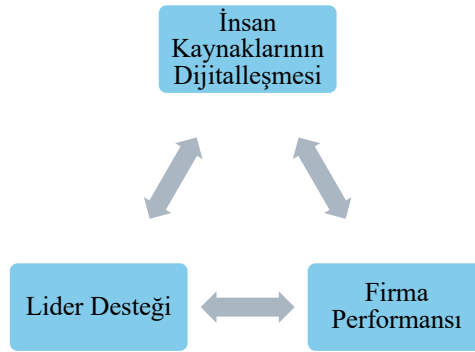 İnsan
Kaynaklarının
Dijitalleşmesi
Lider Desteği
Firma
Performansı